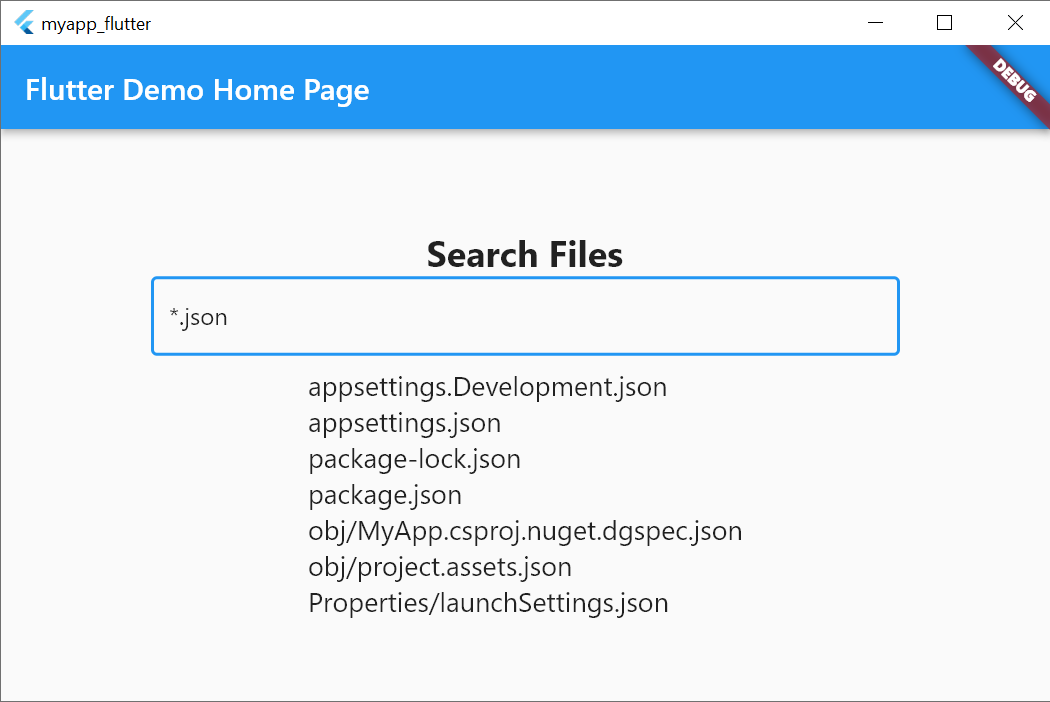 myapp_flutter
Flutter Demo Home Page
DEBUG
Search Files
*.json
appsettings.Development.json
appsettings.json
package-lock.json
package.json
obj/MyApp.csproj.nuget.dgspec.json
obj/project.assets.json
Properties/launchSettings.json